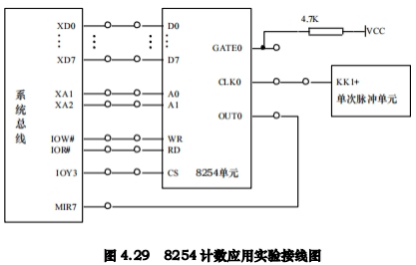 XD0 D0 4.7K VCC
GATE0
XD7 D7
CLK0 KK1+
系统总线 XA1 A0 单次脉冲单元
XA2 A1
OUT0
IOW# WR
IOR# RD
IOY3 CS 8254单元
MIR7
图 4.29 8254 计数应用实验接线图